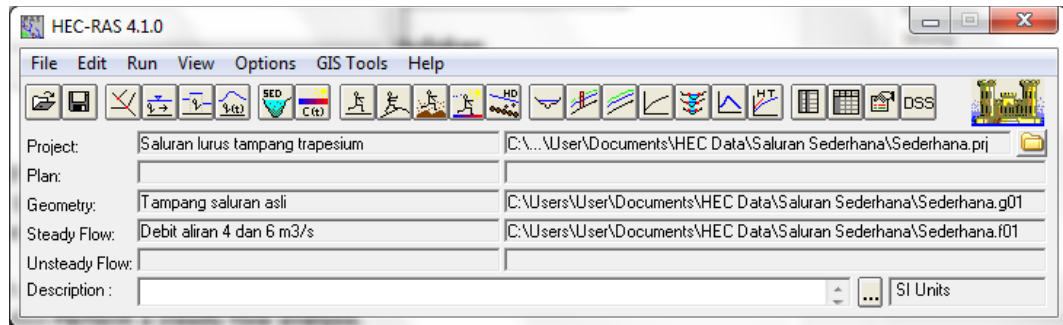 HEC-RAS 4.1.0
File Edit Run View Options GIS Tools Help
SED C(t) HD HT DSS
Project: Saluran lurus tampang trapesium C:\...\User\Documents\HEC Data\Saluran Sederhana\Sederhana.prj
Plan:
Geometry: Tampang saluran asli C:\Users\User\Documents\HEC Data\Saluran Sederhana\Sederhana.g01
Steady Flow: Debit aliran 4 dan 6 m3/s C:\Users\User\Documents\HEC Data\Saluran Sederhana\Sederhana.f01
Unsteady Flow:
Description : ... SI Units